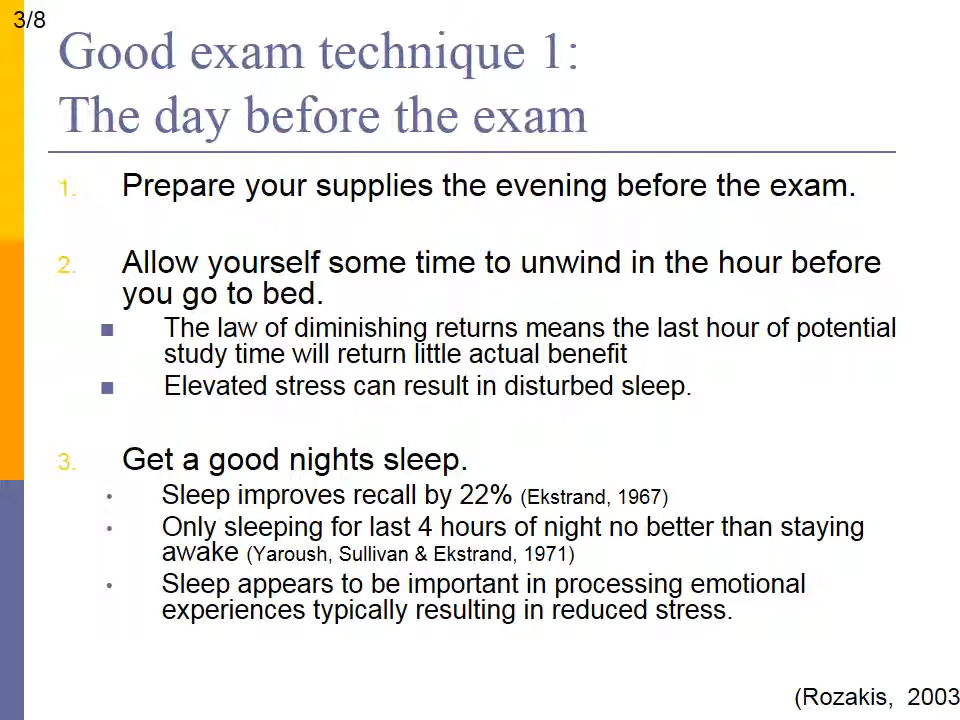 3/8
Good exam technique 1:
The day before the exam
1. Prepare your supplies the evening before the exam.
2. Allow yourself some time to unwind in the hour before
you go to bed.
■ The law of diminishing returns means the last hour of potential
study time will return little actual benefit
■ Elevated stress can result in disturbed sleep.
3. Get a good nights sleep.
• Sleep improves recall by 22% (Ekstrand, 1967)
• Only sleeping for last 4 hours of night no better than staying
awake (Yaroush, Sullivan & Ekstrand, 1971)
• Sleep appears to be important in processing emotional
experiences typically resulting in reduced stress.
(Rozakis, 2003